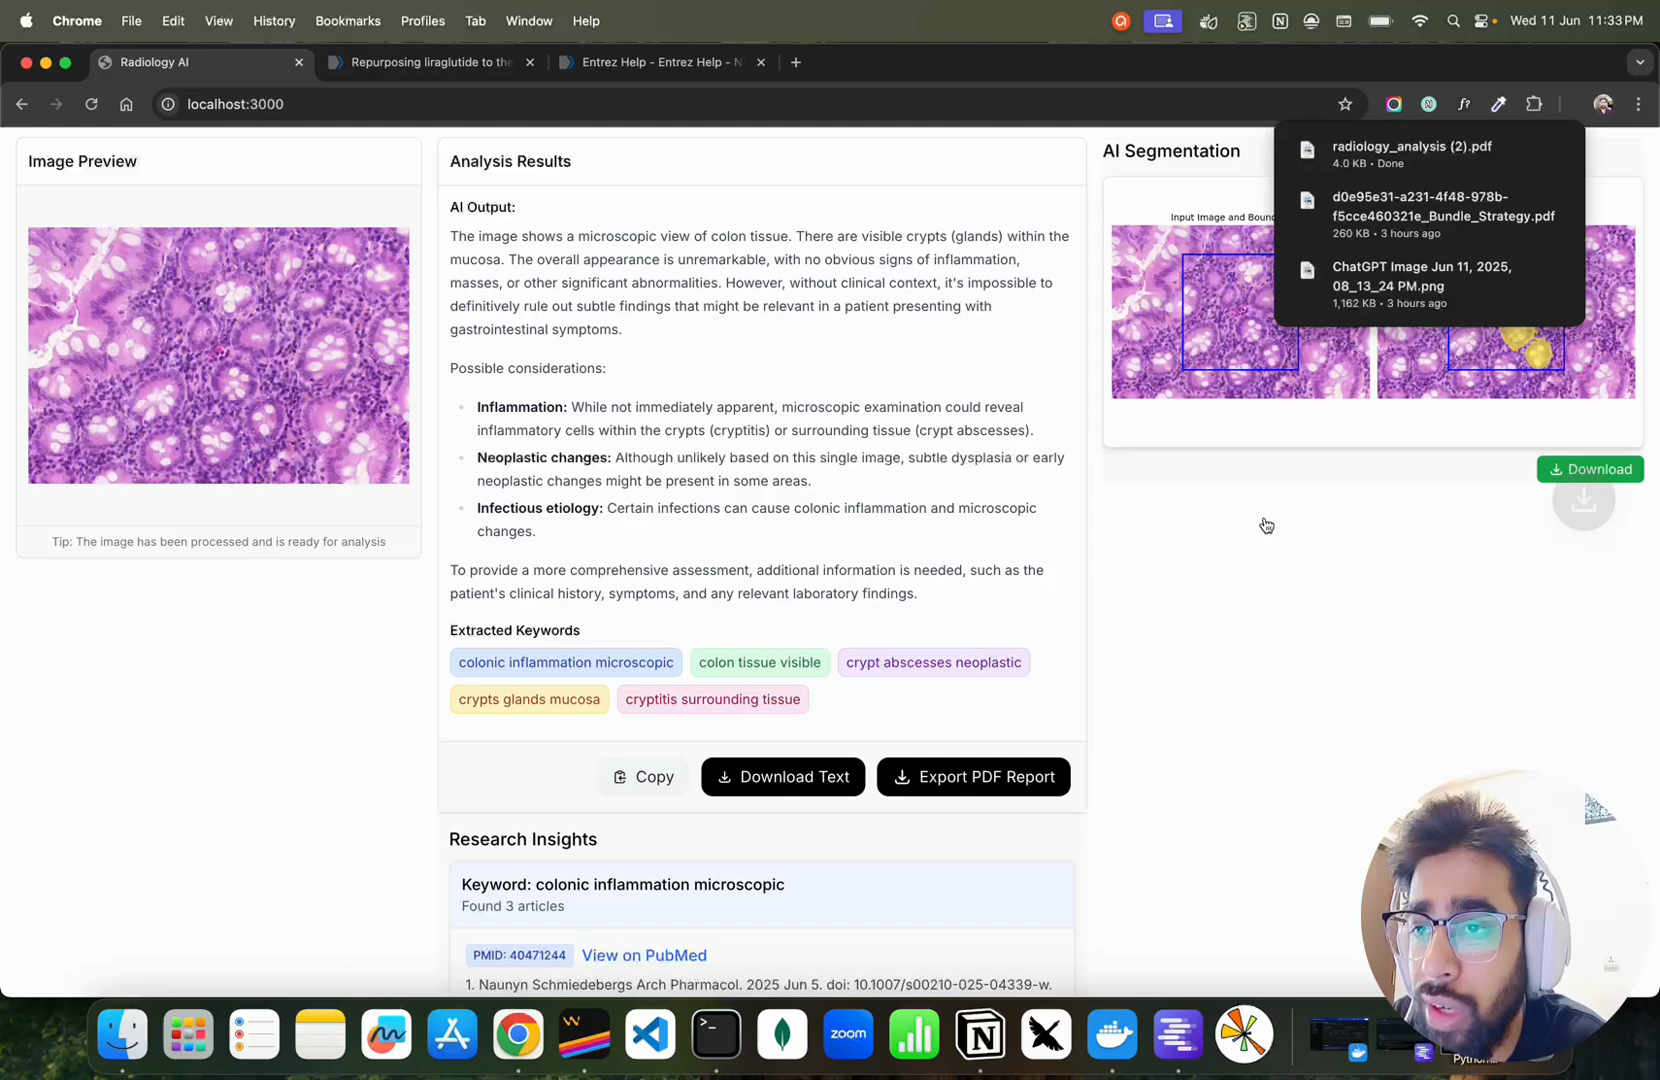 Chrome File Edit View History Bookmarks Profiles Tab Window Help
Wed 11 Jun 11:33 PM
Radiology AI
Repurposing liraglutide to the
Entrez Help - Entrez Help - N
localhost:3000
Image Preview
Tip: The image has been processed and is ready for analysis
Analysis Results
AI Output:
The image shows a microscopic view of colon tissue. There are visible crypts (glands) within the
mucosa. The overall appearance is unremarkable, with no obvious signs of inflammation,
masses, or other significant abnormalities. However, without clinical context, it's impossible to
definitively rule out subtle findings that might be relevant in a patient presenting with
gastrointestinal symptoms.
Possible considerations:
Inflammation: While not immediately apparent, microscopic examination could reveal
inflammatory cells within the crypts (cryptitis) or surrounding tissue (crypt abscesses).
Neoplastic changes: Although unlikely based on this single image, subtle dysplasia or early
neoplastic changes might be present in some areas.
Infectious etiology: Certain infections can cause colonic inflammation and microscopic
changes.
To provide a more comprehensive assessment, additional information is needed, such as the
patient's clinical history, symptoms, and any relevant laboratory findings.
Extracted Keywords
colonic inflammation microscopic
colon tissue visible
crypt abscesses neoplastic
crypts glands mucosa
cryptitis surrounding tissue
Copy
Download Text
Export PDF Report
Research Insights
Keyword: colonic inflammation microscopic
Found 3 articles
PMID: 40471244
View on PubMed
1. Naunyn Schmiedebergs Arch Pharmacol. 2025 Jun 5. doi: 10.1007/s00210-025-04339-w.
AI Segmentation
Input Image and Boun
Download
radiology_analysis (2).pdf
4.0 KB • Done
d0e95e31-a231-4f48-978b-
f5cce460321e_Bundle_Strategy.pdf
260 KB • 3 hours ago
ChatGPT Image Jun 11, 2025,
08_13_24 PM.png
1,162 KB • 3 hours ago
zoom